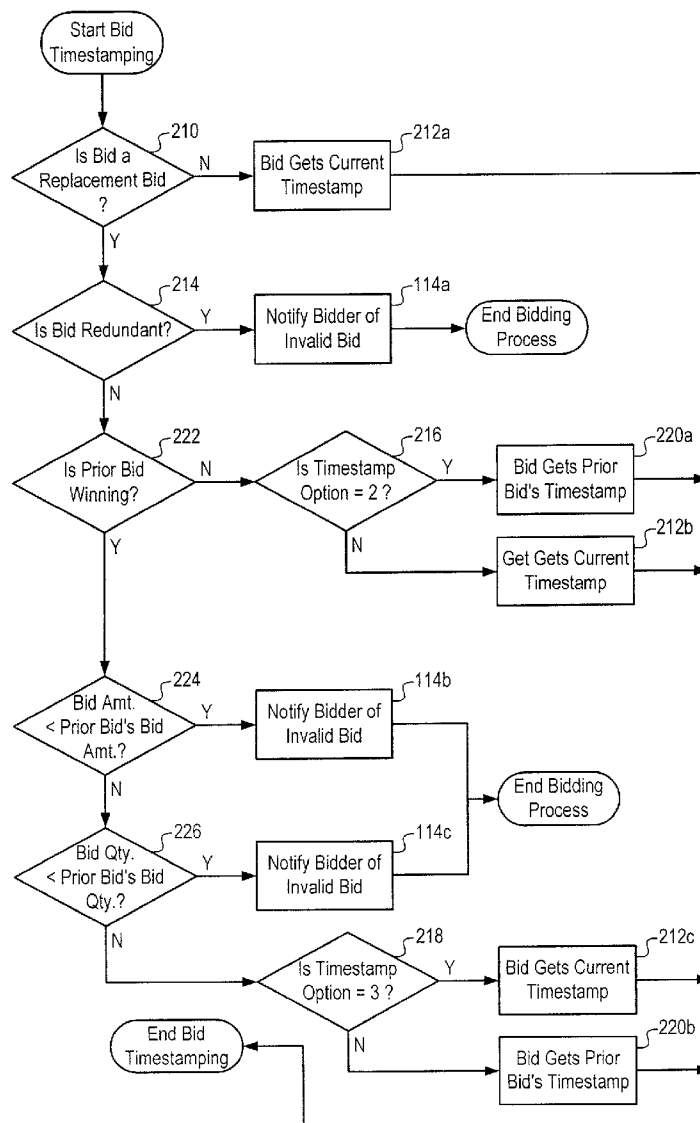 Start Bid
Timestamping
210
Is Bid a
Replacement Bid
?
N
212a
Bid Gets Current
Timestamp
Y
214
Is Bid Redundant?
Y
114a
Notify Bidder of
Invalid Bid
End Bidding
Process
N
222
Is Prior Bid
Winning?
N
216
Is Timestamp
Option = 2 ?
Y
220a
Bid Gets Prior
Bid's Timestamp
N
212b
Get Gets Current
Timestamp
Y
224
Bid Amt.
< Prior Bid's Bid
Amt.?
Y
114b
Notify Bidder of
Invalid Bid
End Bidding
Process
N
226
Bid Qty.
< Prior Bid's Bid
Qty.?
Y
114c
Notify Bidder of
Invalid Bid
N
218
Is Timestamp
Option = 3 ?
Y
212c
Bid Gets Current
Timestamp
N
220b
Bid Gets Prior
Bid's Timestamp
End Bid
Timestamping